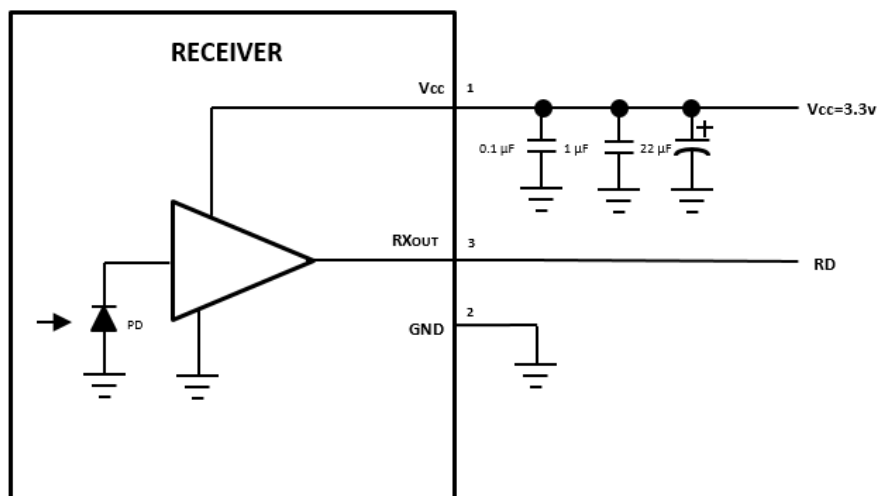 RECEIVER
Vcc 1
Vcc=3.3v
0.1 µF 1 µF 22 µF +
RXOUT 3
RD
2
GND
PD